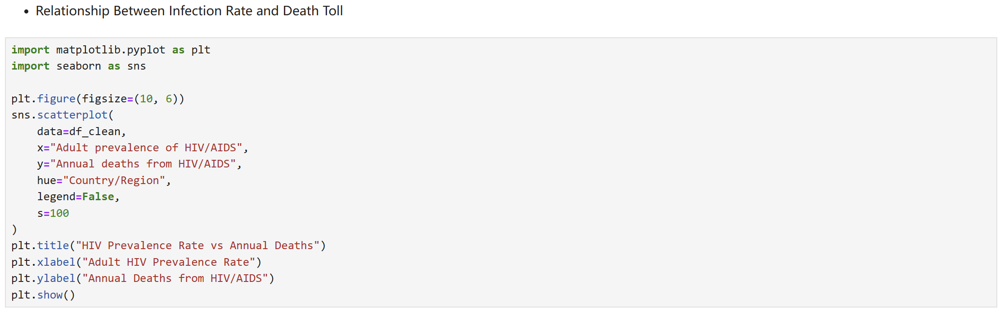 • Relationship Between Infection Rate and Death Toll
import matplotlib.pyplot as plt
import seaborn as sns

plt.figure(figsize=(10, 6))
sns.scatterplot(
    data=df_clean,
    x="Adult prevalence of HIV/AIDS",
    y="Annual deaths from HIV/AIDS",
    hue="Country/Region",
    legend=False,
    s=100
)
plt.title("HIV Prevalence Rate vs Annual Deaths")
plt.xlabel("Adult HIV Prevalence Rate")
plt.ylabel("Annual Deaths from HIV/AIDS")
plt.show()